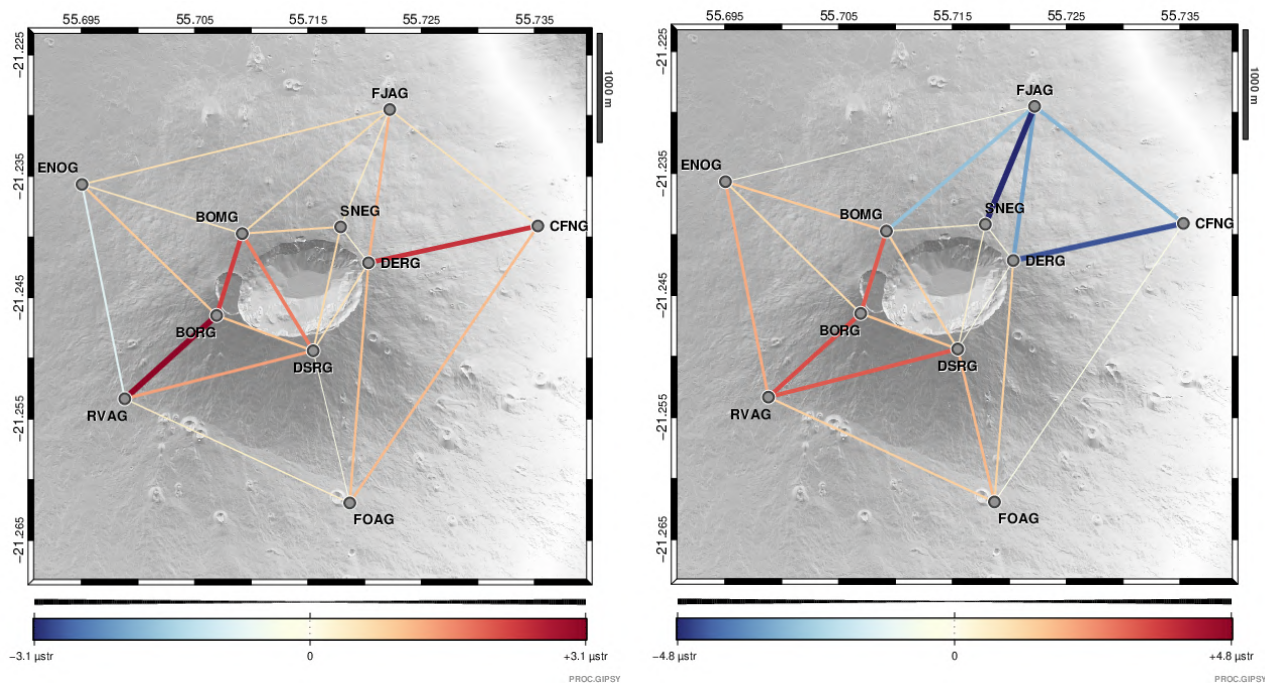 55.695 55.705 55.715 55.725 55.735
−21.225
−21.235
−21.245
−21.255
−21.265
1000 m
FJAG
ENOG
BOMG
SNEG
CFNG
DERG
BORG
DSRG
RVAG
FOAG
−3.1 µstr 0 +3.1 µstr
PROC.GIPSY
55.695 55.705 55.715 55.725 55.735
−21.225
−21.235
−21.245
−21.255
−21.265
1000 m
FJAG
ENOG
BOMG
SNEG
CFNG
DERG
BORG
DSRG
RVAG
FOAG
−4.8 µstr 0 +4.8 µstr
PROC.GIPSY